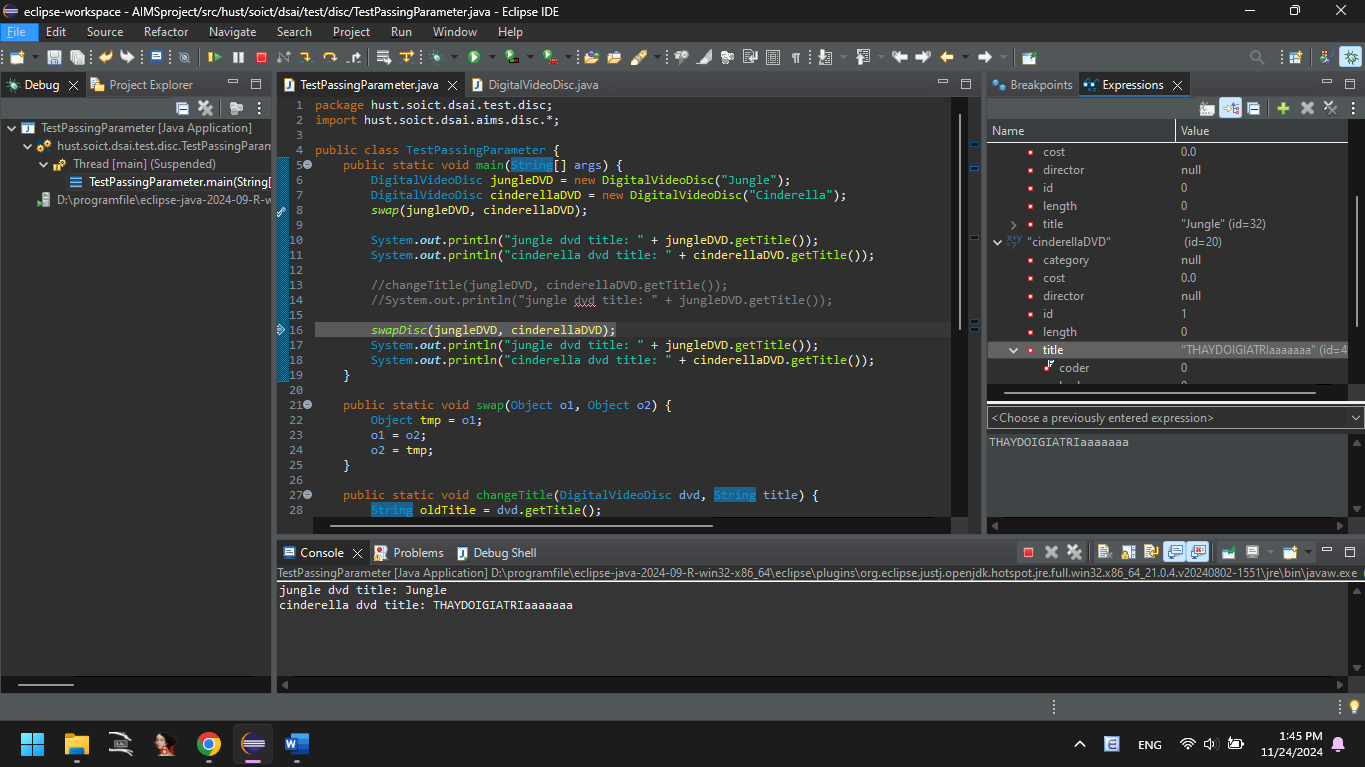 eclipse-workspace - AIMSproject/src/hust/soict/dsai/test/disc/TestPassingParameter.java - Eclipse IDE
File Edit Source Refactor Navigate Search Project Run Window Help
Debug Project Explorer
TestPassingParameter [Java Application]
hust.soict.dsai.test.disc.TestPassingParan
Thread [main] (Suspended)
TestPassingParameter.main(String[
D:\programfile\eclipse-java-2024-09-R-w
TestPassingParameter.java DigitalVideoDisc.java
1 package hust.soict.dsai.test.disc;
2 import hust.soict.dsai.aims.disc.*;
3
4 public class TestPassingParameter {
5 public static void main(String[] args) {
6 DigitalVideoDisc jungleDVD = new DigitalVideoDisc("Jungle");
7 DigitalVideoDisc cinderellaDVD = new DigitalVideoDisc("Cinderella");
8 swap(jungleDVD, cinderellaDVD);
9
10 System.out.println("jungle dvd title: " + jungleDVD.getTitle());
11 System.out.println("cinderella dvd title: " + cinderellaDVD.getTitle());
12
13 //changeTitle(jungleDVD, cinderellaDVD.getTitle());
14 //System.out.println("jungle dvd title: " + jungleDVD.getTitle());
15
16 swapDisc(jungleDVD, cinderellaDVD);
17 System.out.println("jungle dvd title: " + jungleDVD.getTitle());
18 System.out.println("cinderella dvd title: " + cinderellaDVD.getTitle());
19 }
20
21 public static void swap(Object o1, Object o2) {
22 Object tmp = o1;
23 o1 = o2;
24 o2 = tmp;
25 }
26
27 public static void changeTitle(DigitalVideoDisc dvd, String title) {
28 String oldTitle = dvd.getTitle();
Breakpoints Expressions
Name Value
cost 0.0
director null
id 0
length 0
title "Jungle" (id=32)
"cinderellaDVD" (id=20)
category null
cost 0.0
director null
id 1
length 0
title "THAYDOIGIATRIaaaaaaa" (id=4
coder 0
<Choose a previously entered expression>
THAYDOIGIATRIaaaaaaa
Console Problems Debug Shell
TestPassingParameter [Java Application] D:\programfile\eclipse-java-2024-09-R-win32-x86_64\eclipse\plugins\org.eclipse.justj.openjdk.hotspot.jre.full.win32.x86_64_21.0.4.v20240802-1551\jre\bin\javaw.exe
jungle dvd title: Jungle
cinderella dvd title: THAYDOIGIATRIaaaaaaa
ENG
1:45 PM
11/24/2024